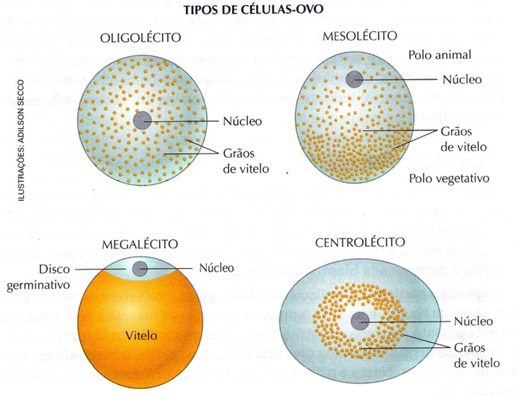 TIPOS DE CÉLULAS-OVO
OLIGOLÉCITO
Núcleo
Grãos
de vitelo
MESOLÉCITO
Polo animal
Núcleo
Grãos
de vitelo
Polo vegetativo
ILUSTRAÇÕES: ADILSON SECCO
MEGALÉCITO
Disco
germinativo
Núcleo
Vitelo
CENTROLÉCITO
Núcleo
Grãos
de vitelo